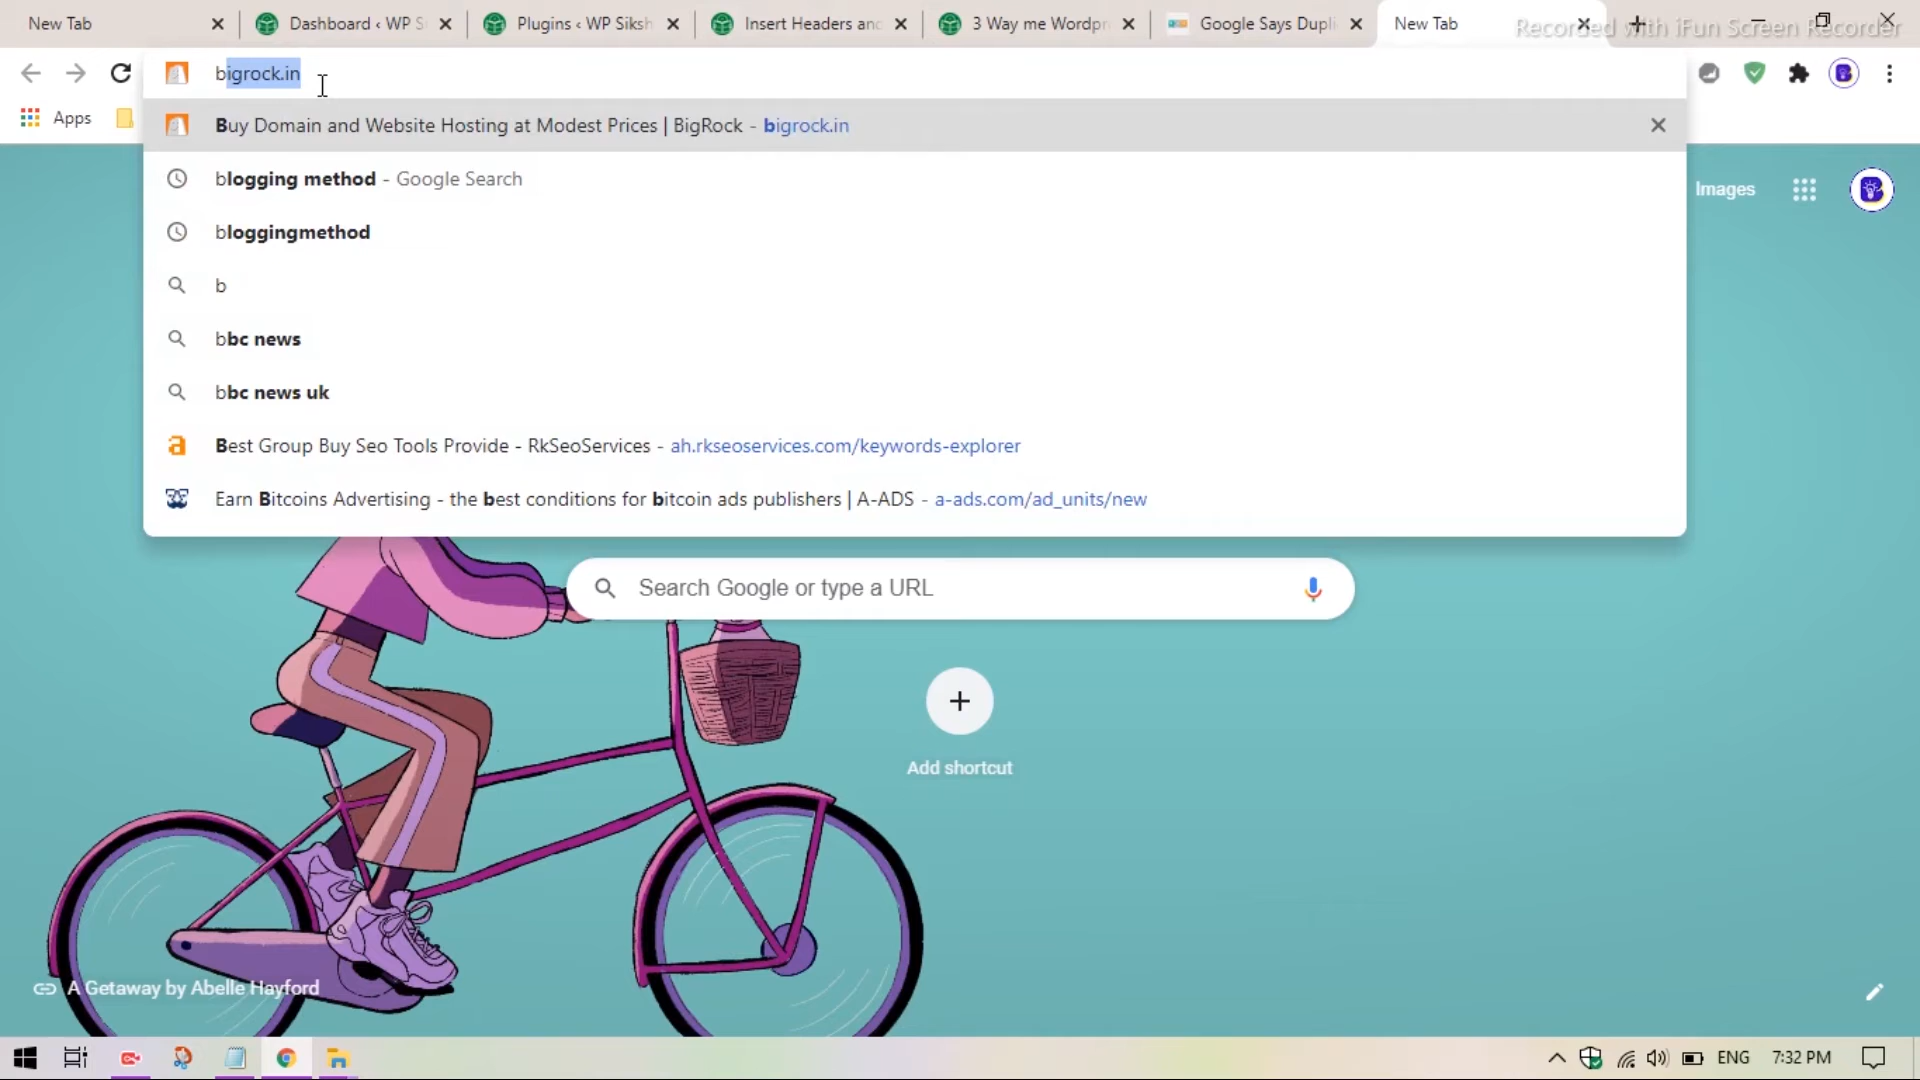 New Tab
Dashboard ‹ WP S
Plugins ‹ WP Siksh
Insert Headers and
3 Way me Wordpr
Google Says Dupli
New Tab
Recorded with iFun Screen Recorder
bigrock.in
Apps
Buy Domain and Website Hosting at Modest Prices | BigRock - bigrock.in
blogging method - Google Search
bloggingmethod
b
bbc news
bbc news uk
Best Group Buy Seo Tools Provide - RkSeoServices - ah.rkseoservices.com/keywords-explorer
Earn Bitcoins Advertising - the best conditions for bitcoin ads publishers | A-ADS - a-ads.com/ad_units/new
Images
Search Google or type a URL
Add shortcut
A Getaway by Abelle Hayford
ENG
7:32 PM